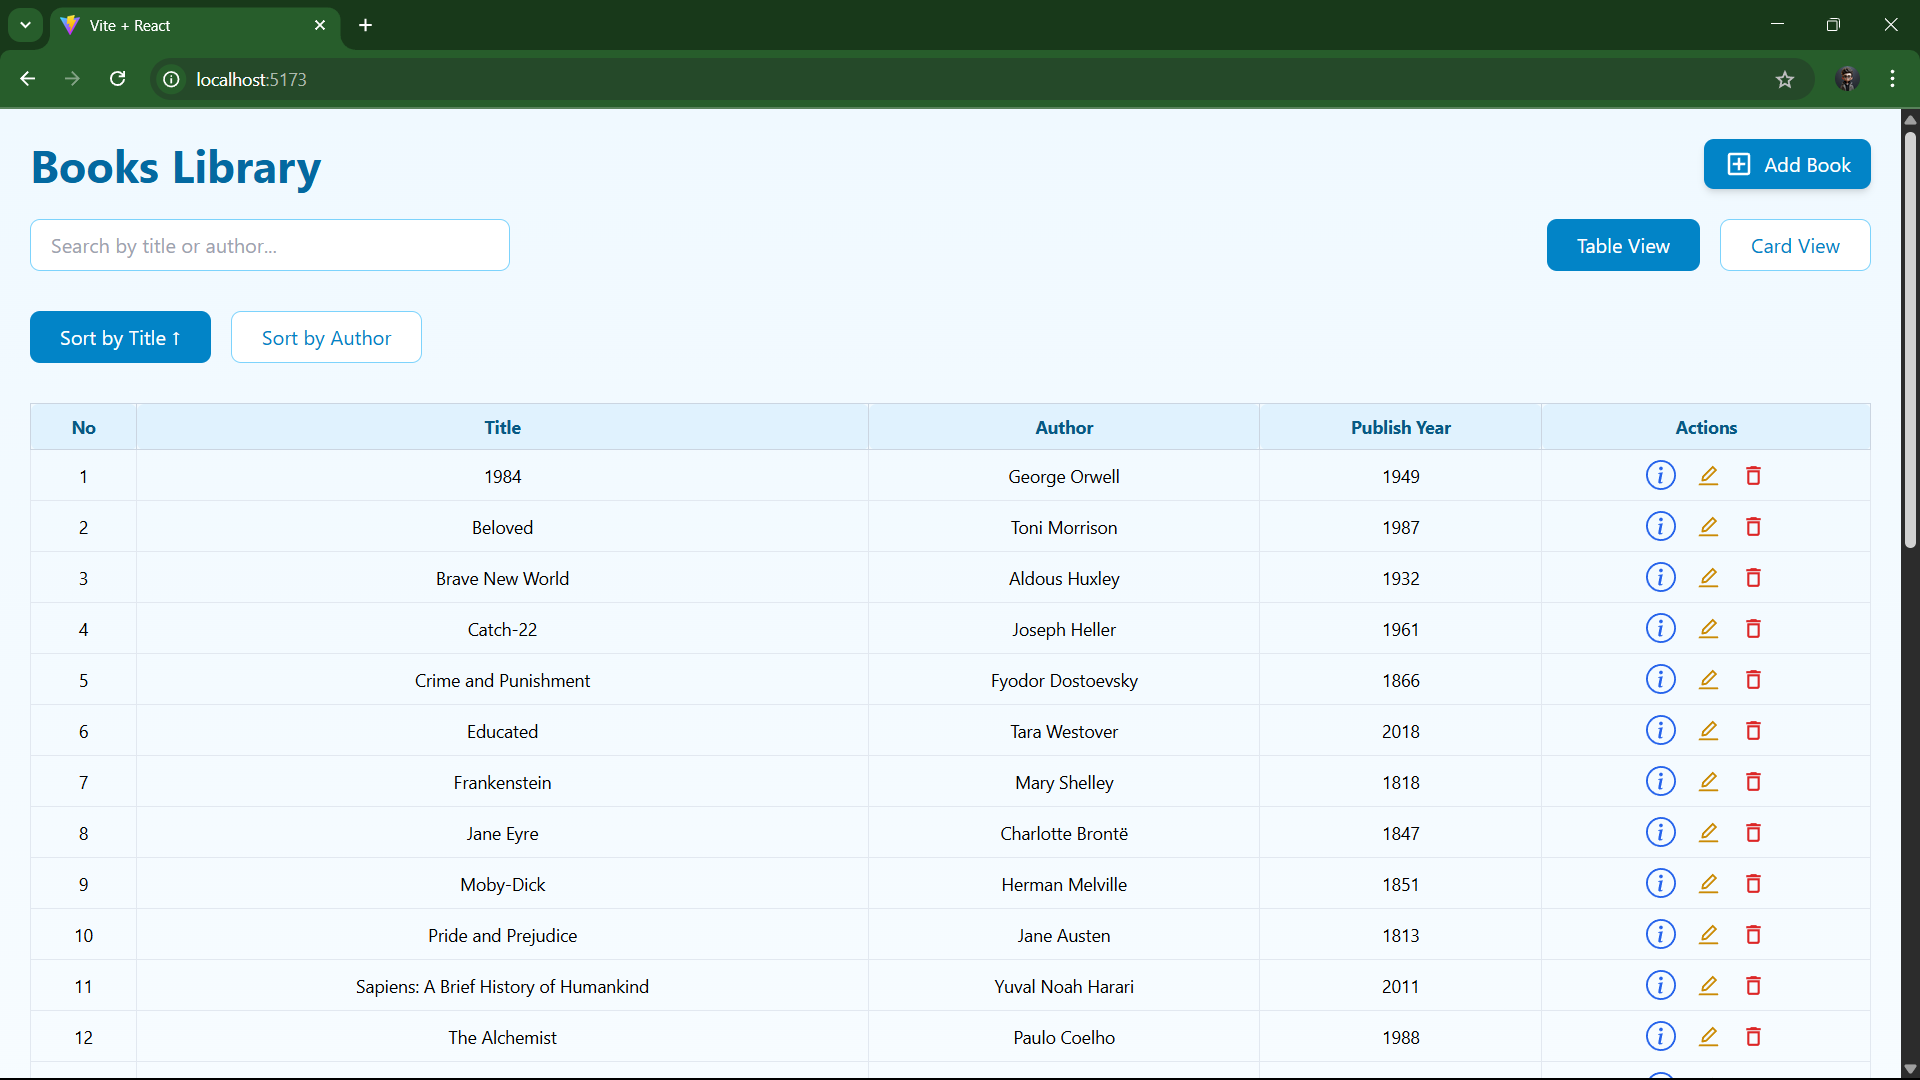 Vite + React
localhost:5173
Books Library
Add Book
Search by title or author...
Table View Card View
Sort by Title ↑ Sort by Author
No Title Author Publish Year Actions
1 1984 George Orwell 1949
2 Beloved Toni Morrison 1987
3 Brave New World Aldous Huxley 1932
4 Catch-22 Joseph Heller 1961
5 Crime and Punishment Fyodor Dostoevsky 1866
6 Educated Tara Westover 2018
7 Frankenstein Mary Shelley 1818
8 Jane Eyre Charlotte Brontë 1847
9 Moby-Dick Herman Melville 1851
10 Pride and Prejudice Jane Austen 1813
11 Sapiens: A Brief History of Humankind Yuval Noah Harari 2011
12 The Alchemist Paulo Coelho 1988